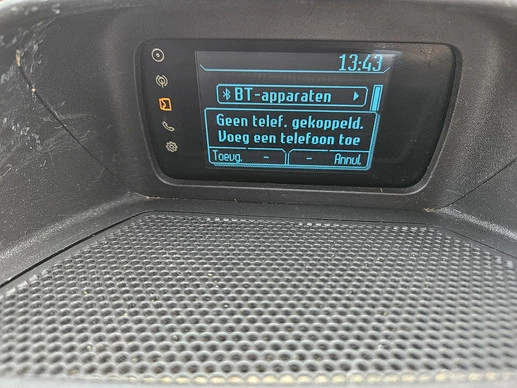 13:43
BT-apparaten
Geen telef. gekoppeld.
Voeg een telefoon toe
Toevg. - - Annul.